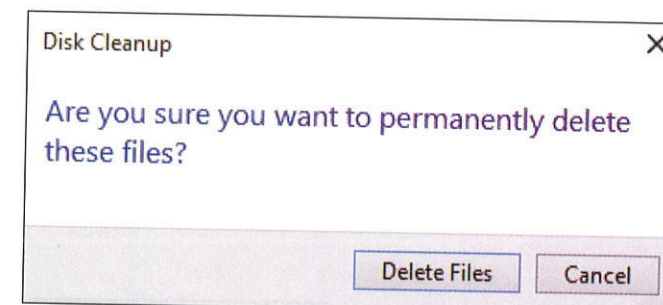 Disk Cleanup
Are you sure you want to permanently delete
these files?
Delete Files Cancel